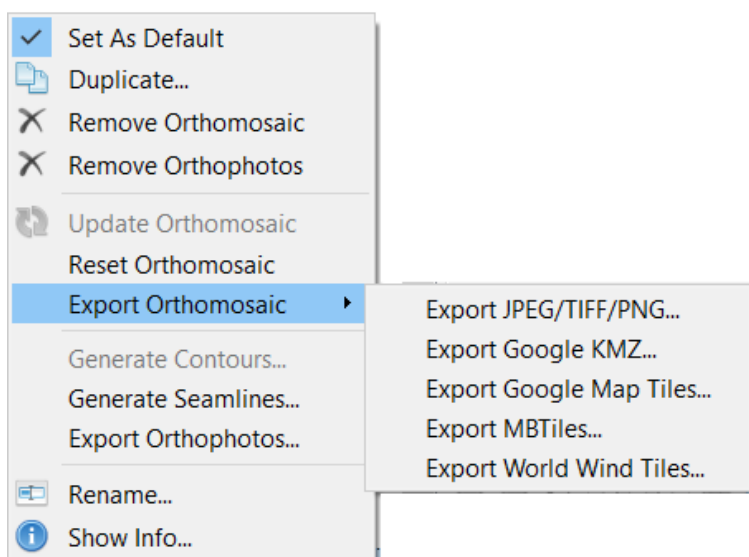 Set As Default
Duplicate...
Remove Orthomosaic
Remove Orthophotos
Update Orthomosaic
Reset Orthomosaic
Export Orthomosaic
Generate Contours...
Generate Seamlines...
Export Orthophotos...
Rename...
Show Info...
Export JPEG/TIFF/PNG...
Export Google KMZ...
Export Google Map Tiles...
Export MBTiles...
Export World Wind Tiles...